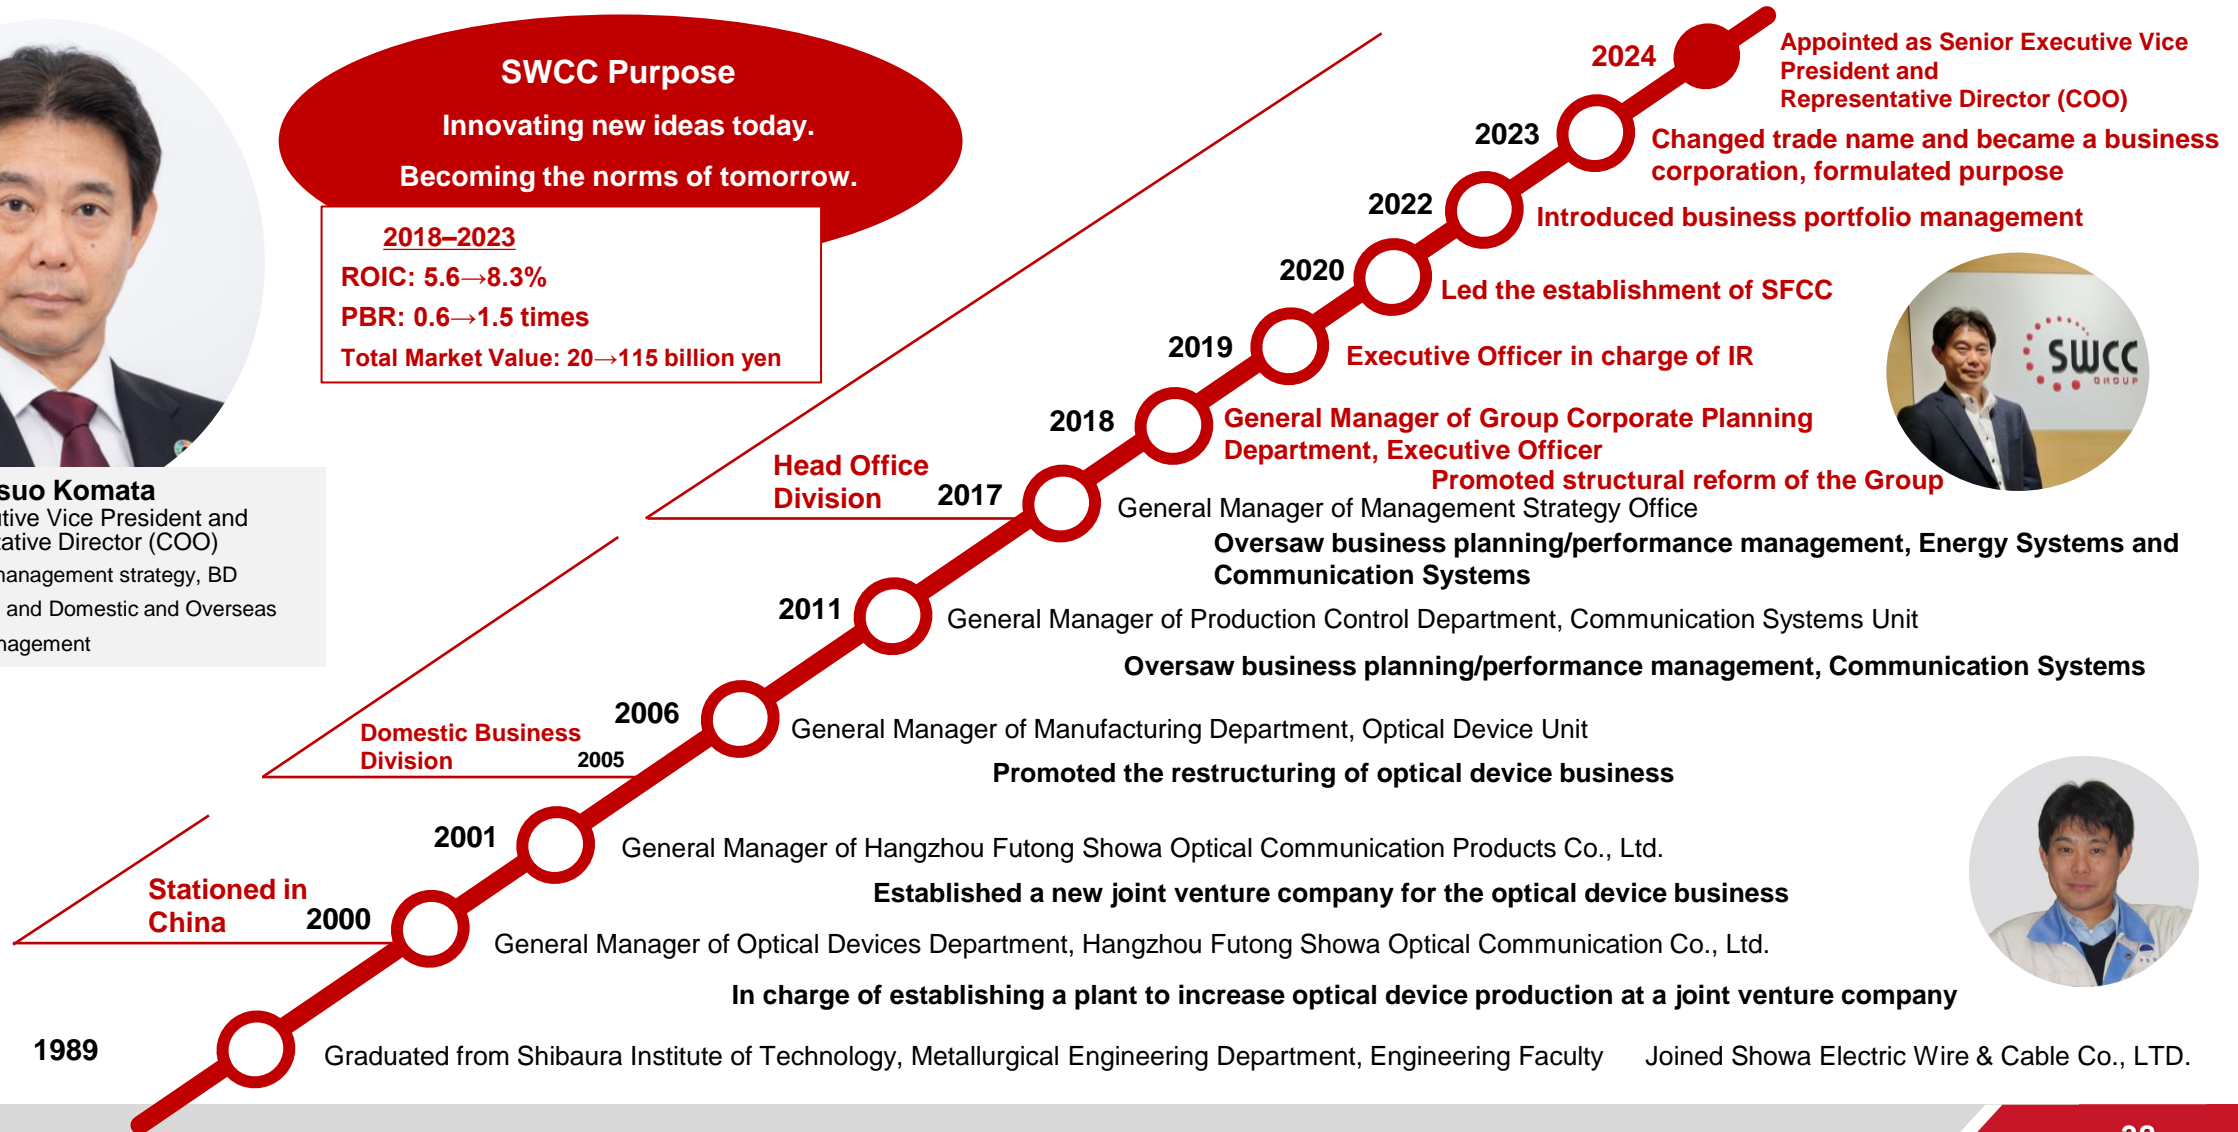 SWCC Purpose
Innovating new ideas today.
Becoming the norms of tomorrow.
2018–2023
ROIC: 5.6→8.3%
PBR: 0.6→1.5 times
Total Market Value: 20→115 billion yen
suo Komata
utive Vice President and
tative Director (COO)
management strategy, BD
and Domestic and Overseas
nagement
2024
Appointed as Senior Executive Vice
President and
Representative Director (COO)
2023
Changed trade name and became a business
corporation, formulated purpose
2022
Introduced business portfolio management
2020
Led the establishment of SFCC
2019
Executive Officer in charge of IR
SWCC
GROUP
2018
General Manager of Group Corporate Planning
Department, Executive Officer
Promoted structural reform of the Group
Head Office
Division
2017
General Manager of Management Strategy Office
Oversaw business planning/performance management, Energy Systems and
Communication Systems
2011
General Manager of Production Control Department, Communication Systems Unit
Oversaw business planning/performance management, Communication Systems
2006
General Manager of Manufacturing Department, Optical Device Unit
Domestic Business
Division
2005
Promoted the restructuring of optical device business
2001
General Manager of Hangzhou Futong Showa Optical Communication Products Co., Ltd.
Established a new joint venture company for the optical device business
Stationed in
China
2000
General Manager of Optical Devices Department, Hangzhou Futong Showa Optical Communication Co., Ltd.
In charge of establishing a plant to increase optical device production at a joint venture company
1989
Graduated from Shibaura Institute of Technology, Metallurgical Engineering Department, Engineering Faculty Joined Showa Electric Wire & Cable Co., LTD.